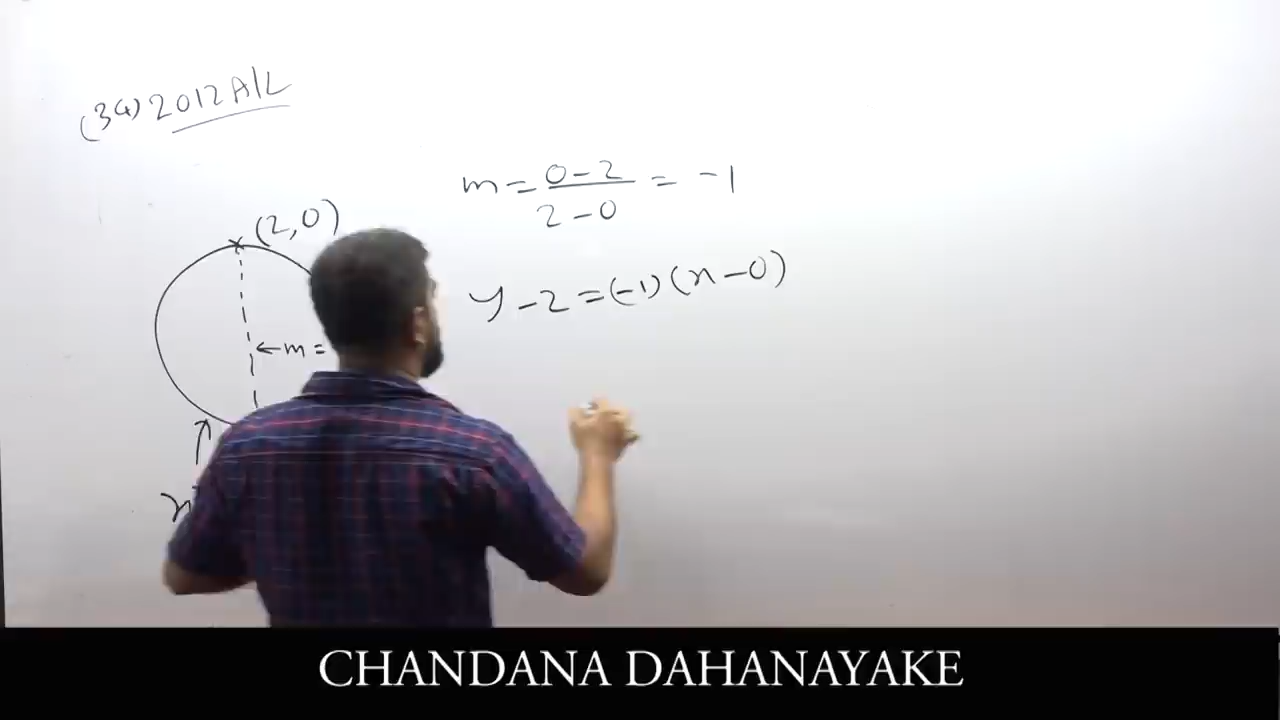 (34) 2012 A/L
m = 0 - 2 / 2 - 0 = -1
(2,0)
y - 2 = (-1)(x - 0)
← m =
x
CHANDANA DAHANAYAKE